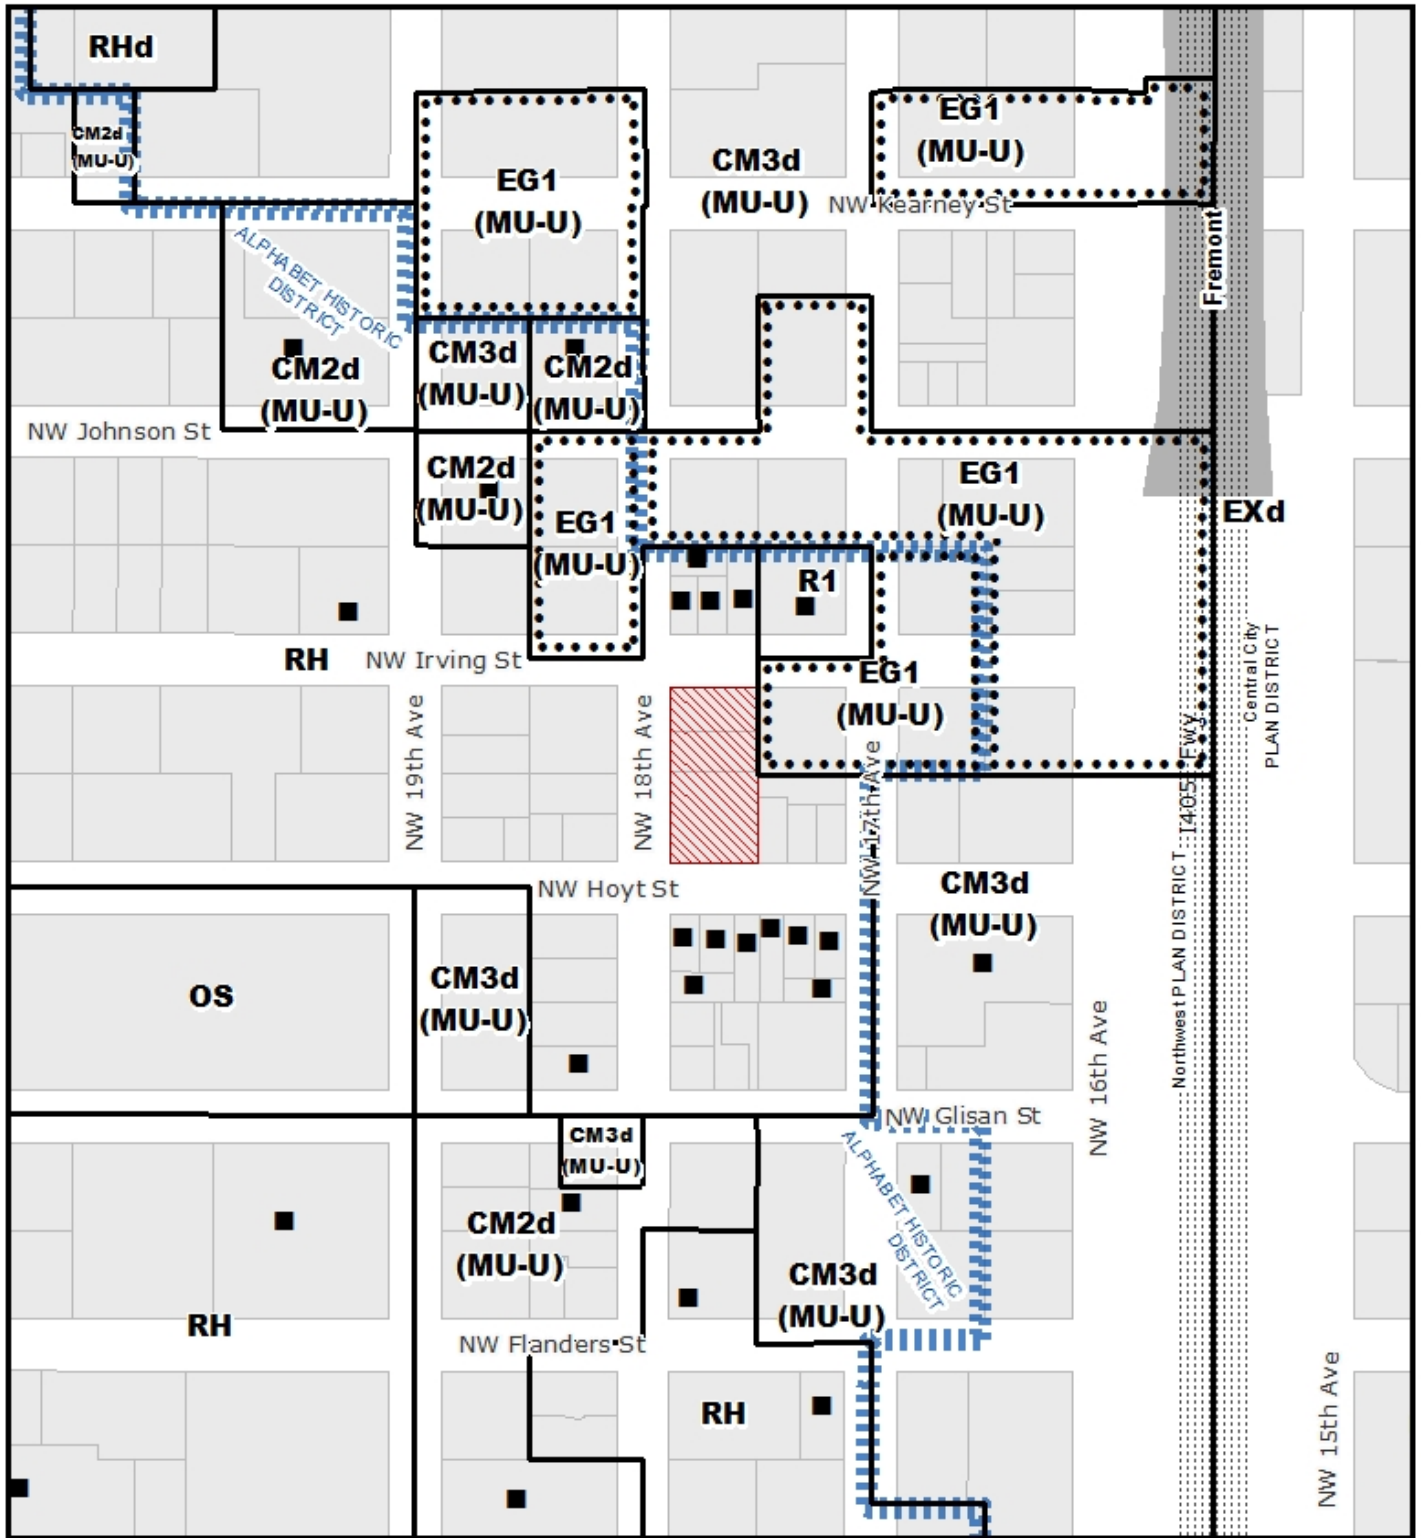 RHd
CM2d
(MU-U)
EG1
(MU-U)
CM3d
(MU-U)
EG1
(MU-U)
NW Kearney St
Fremont
ALPHABET HISTORIC
DISTRICT
CM2d
(MU-U)
CM3d
(MU-U)
CM2d
(MU-U)
NW Johnson St
CM2d
(MU-U)
EG1
(MU-U)
EG1
(MU-U)
EXd
R1
RH
NW Irving St
EG1
(MU-U)
Central City
PLAN DISTRICT
NW 19th Ave
NW 18th Ave
NW 17th Ave
I405 FWY
NW Hoyt St
CM3d
(MU-U)
Northwest PLAN DISTRICT
OS
CM3d
(MU-U)
NW 16th Ave
NW Glisan St
CM3d
(MU-U)
ALPHABET HISTORIC
DISTRICT
CM2d
(MU-U)
CM3d
(MU-U)
RH
NW Flanders St
RH
NW 15th Ave